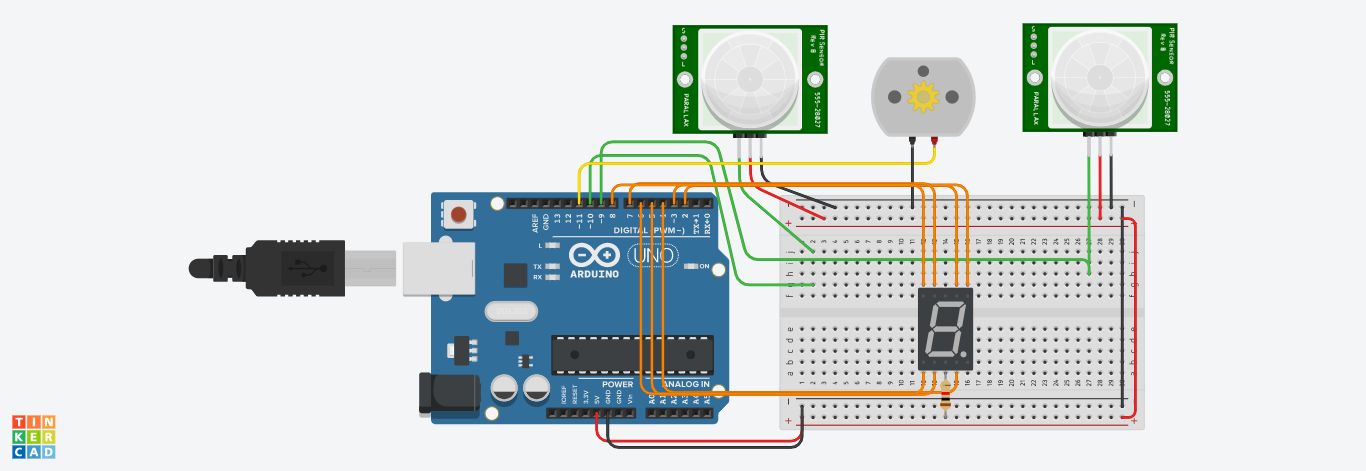 PIR Sensor
Rev B
PARALLAX
555-28027
PIR Sensor
Rev B
PARALLAX
555-28027
AREF
GND
13
12
~11
~10
~9
8
7
4
~3
2
TX→1
RX←0
DIGITAL (PWM~)
L
TX
RX
ARDUINO
UNO
ON
POWER
ANALOG IN
IOREF
RESET
3.3V
5V
GND
GND
Vin
A0
A1
A2
A3
A4
A5
TIN
KER
CAD